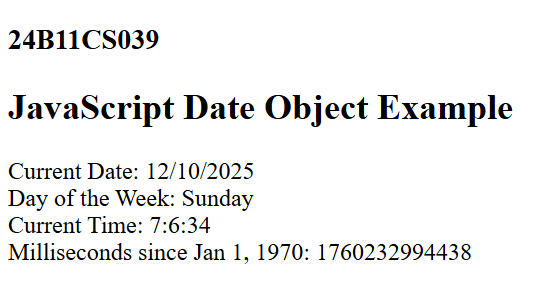 24B11CS039
JavaScript Date Object Example
Current Date: 12/10/2025
Day of the Week: Sunday
Current Time: 7:6:34
Milliseconds since Jan 1, 1970: 1760232994438